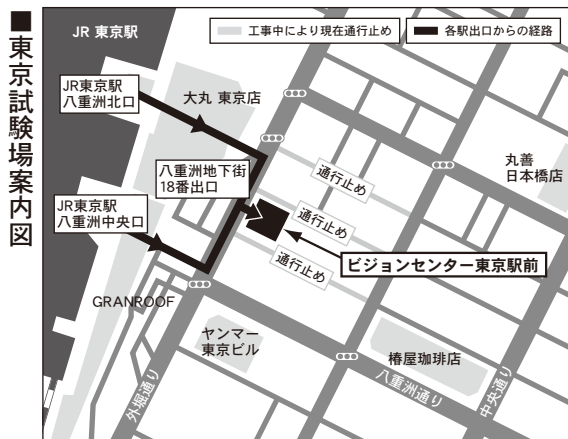 ■東京試験場案内図
JR 東京駅
工事中により現在通行止め
各駅出口からの経路
JR東京駅
八重洲北口
大丸 東京店
八重洲地下街
18番出口
通行止め
丸善
日本橋店
JR東京駅
八重洲中央口
通行止め
通行止め
ビジョンセンター東京駅前
GRANROOF
ヤンマー
東京ビル
椿屋珈琲店
外堀通り
八重洲通り
中央通り